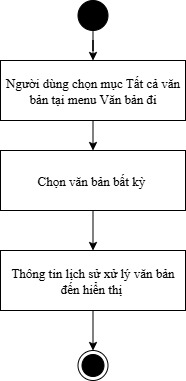 Người dùng chọn mục Tất cả văn
bản tại menu Văn bản đi
Chọn văn bản bất kỳ
Thông tin lịch sử xử lý văn bản
đến hiển thị